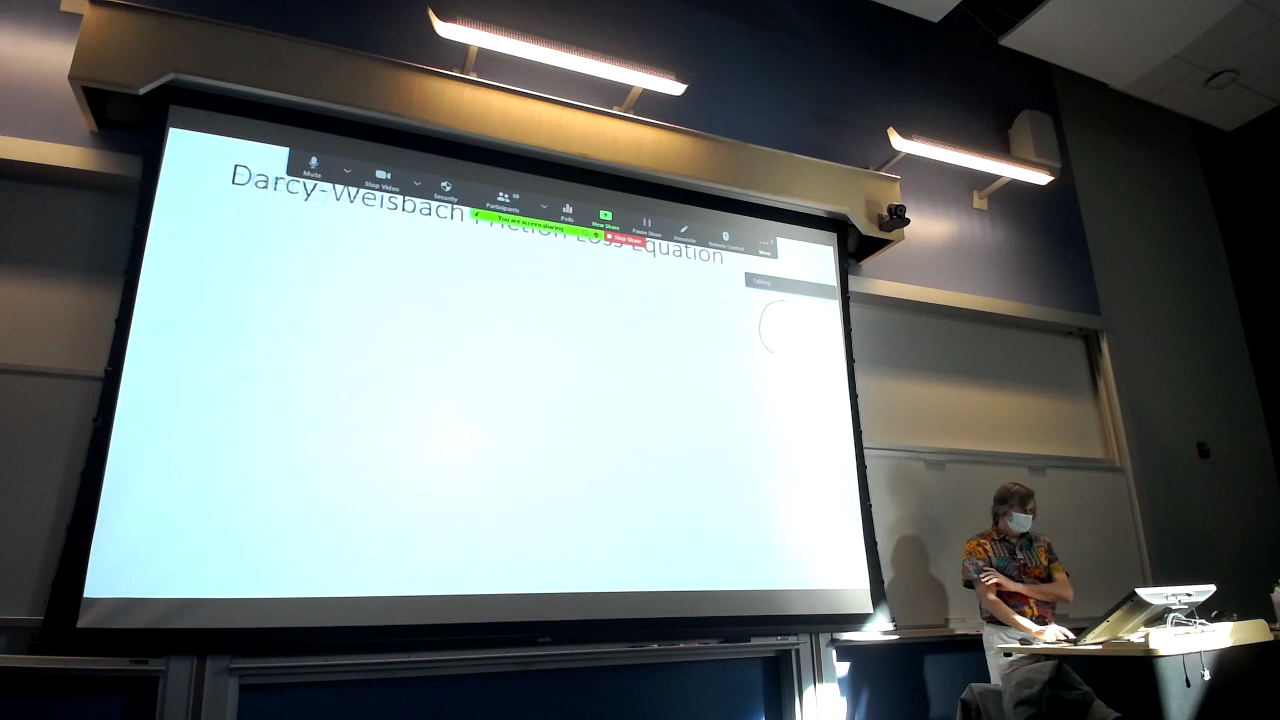 Darcy-Weisbach Friction Loss Equation
Mute
Stop Video
Security
Participants
Polls
New Share
Pause Share
Annotate
Remote Control
More
You are screen sharing
Stop Share
Talking: